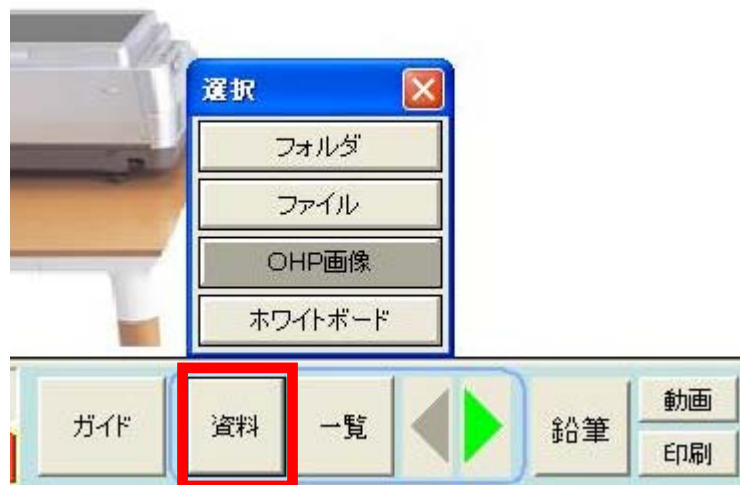 選択
フォルダ
ファイル
OHP画像
ホワイトボード
ガイド
資料
一覧
鉛筆
動画
印刷